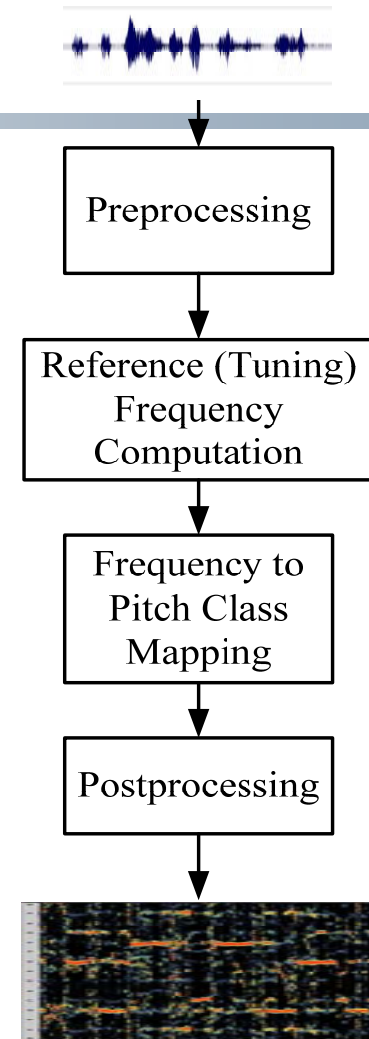 Preprocessing
Reference (Tuning)
Frequency
Computation
Frequency to
Pitch Class
Mapping
Postprocessing